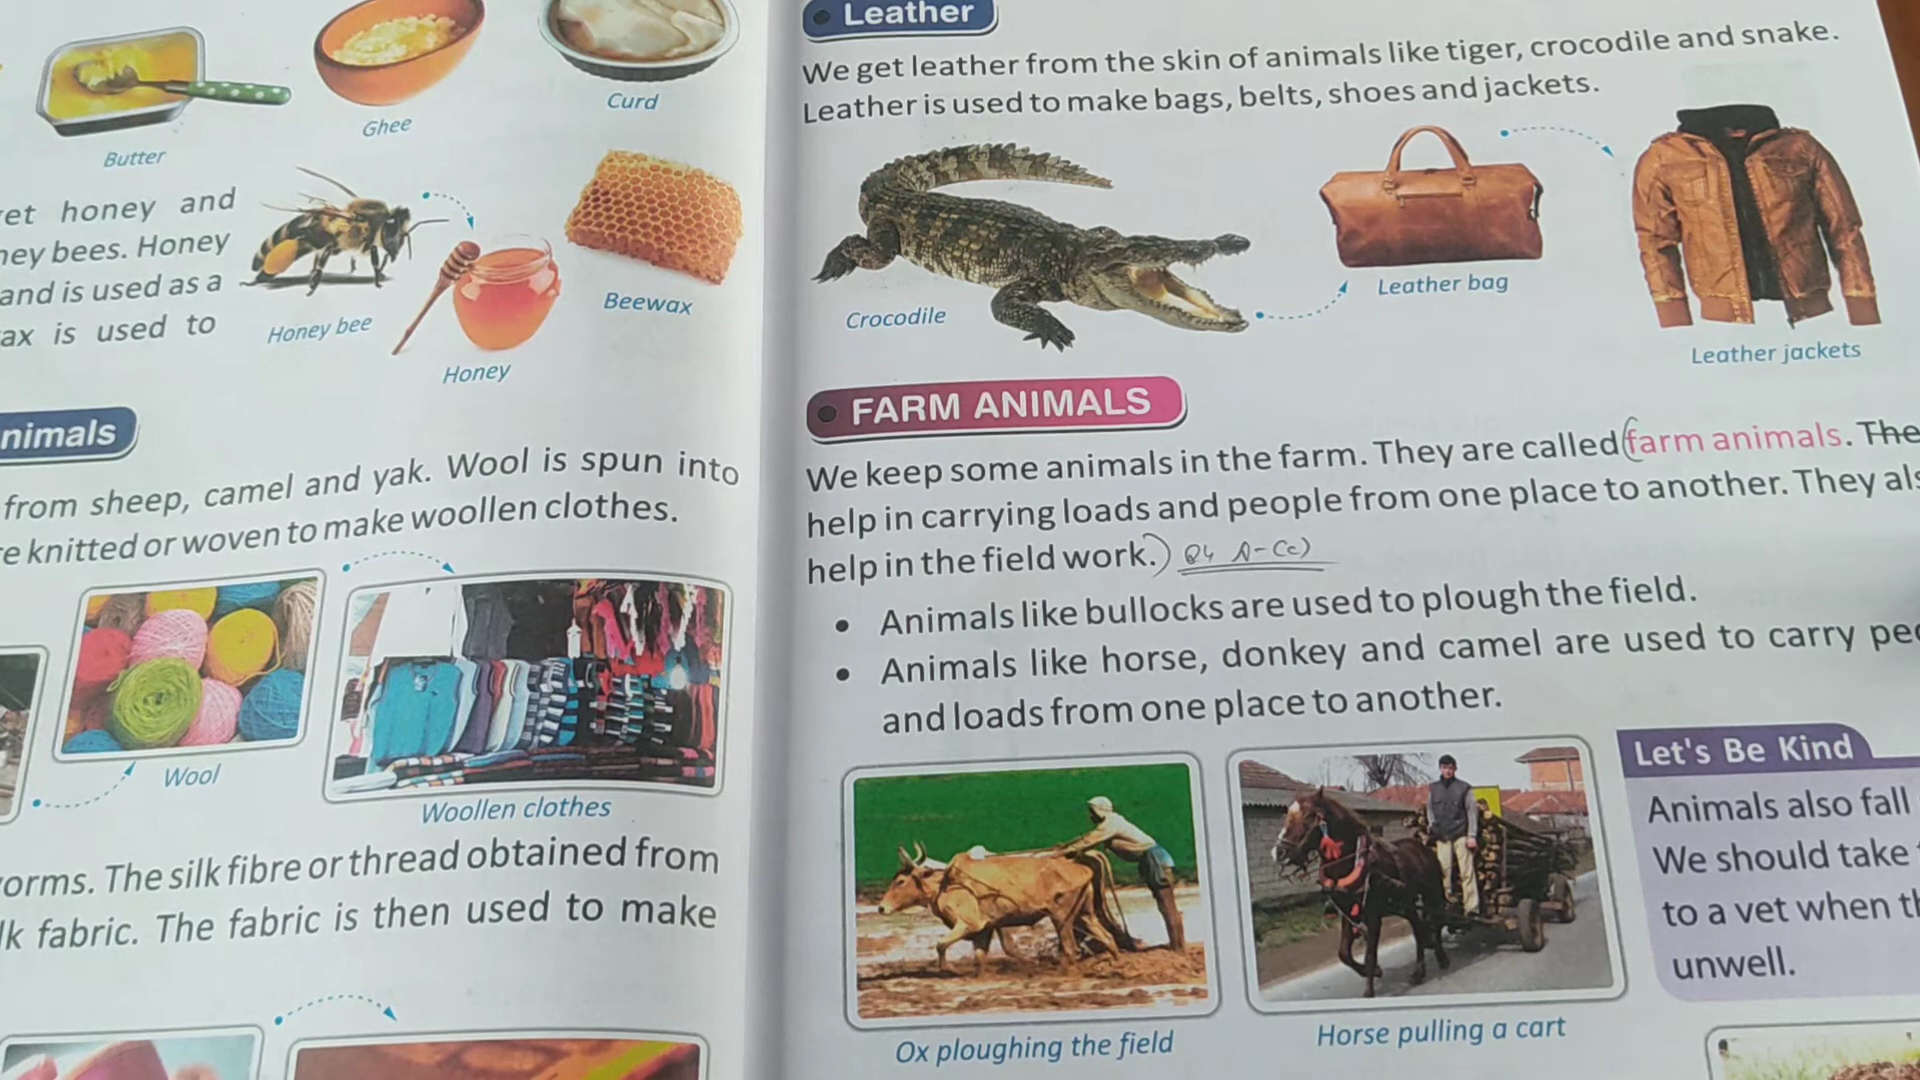 Butter
Ghee
Curd
et honey and
ney bees. Honey
and is used as a
ax is used to
Honey bee
Honey
Beewax
nimals
from sheep, camel and yak. Wool is spun into
e knitted or woven to make woollen clothes.
Wool
Woollen clothes
orms. The silk fibre or thread obtained from
lk fabric. The fabric is then used to make
Leather
We get leather from the skin of animals like tiger, crocodile and snake.
Leather is used to make bags, belts, shoes and jackets.
Crocodile
Leather bag
Leather jackets
FARM ANIMALS
We keep some animals in the farm. They are called farm animals. The
help in carrying loads and people from one place to another. They als
help in the field work.) Q4 A-(c)
• Animals like bullocks are used to plough the field.
• Animals like horse, donkey and camel are used to carry peo
and loads from one place to another.
Ox ploughing the field
Horse pulling a cart
Let's Be Kind
Animals also fall
We should take
to a vet when th
unwell.